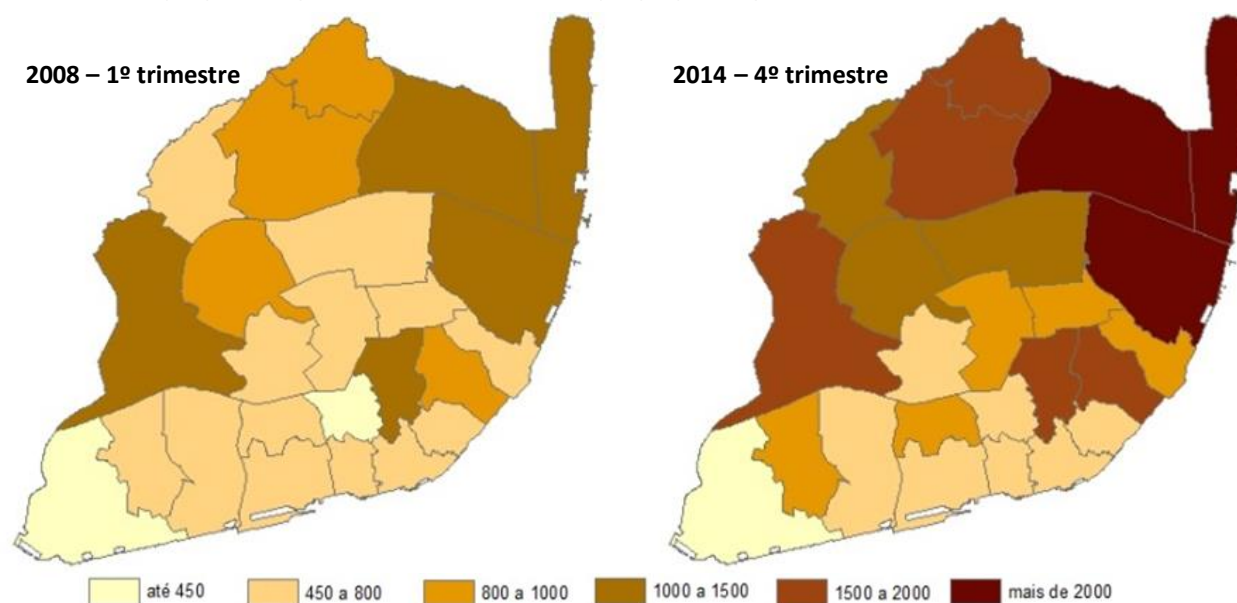 2008 – 1º trimestre
2014 – 4º trimestre
até 450
450 a 800
800 a 1000
1000 a 1500
1500 a 2000
mais de 2000